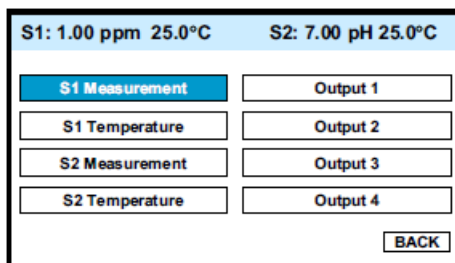 S1: 1.00 ppm 25.0°C S2: 7.00 pH 25.0°C
S1 Measurement Output 1
S1 Temperature Output 2
S2 Measurement Output 3
S2 Temperature Output 4
BACK